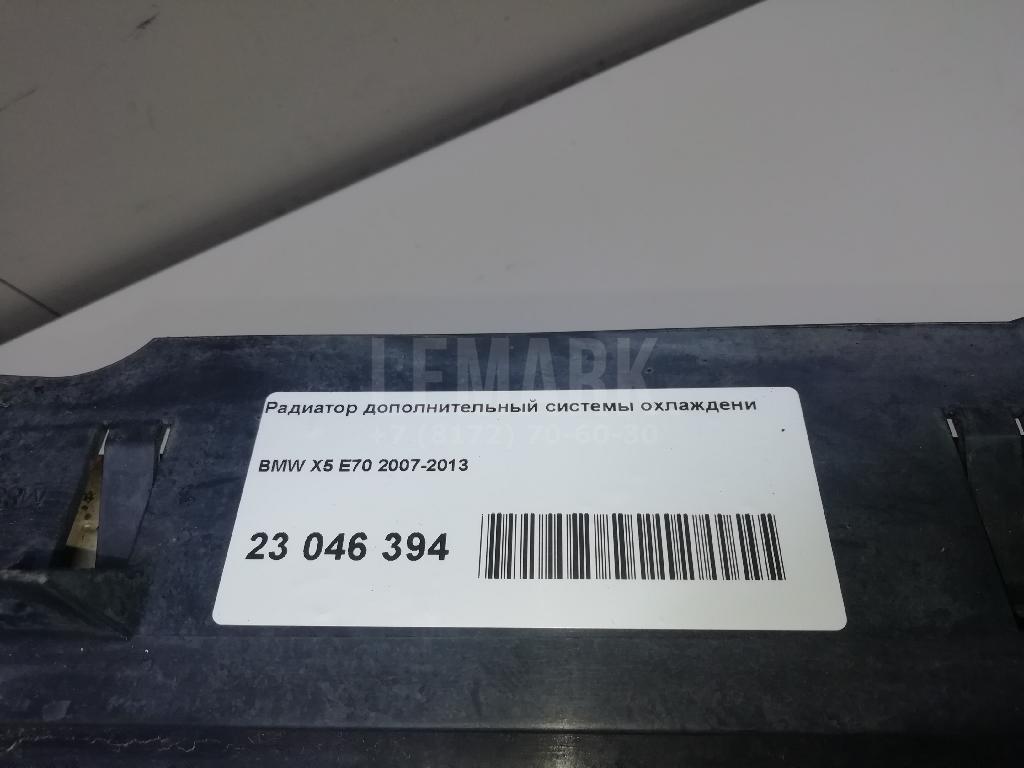 LEMARK
Радиатор дополнительный системы охлаждени
+7 (8172) 70-60-30
BMW X5 E70 2007-2013
23 046 394